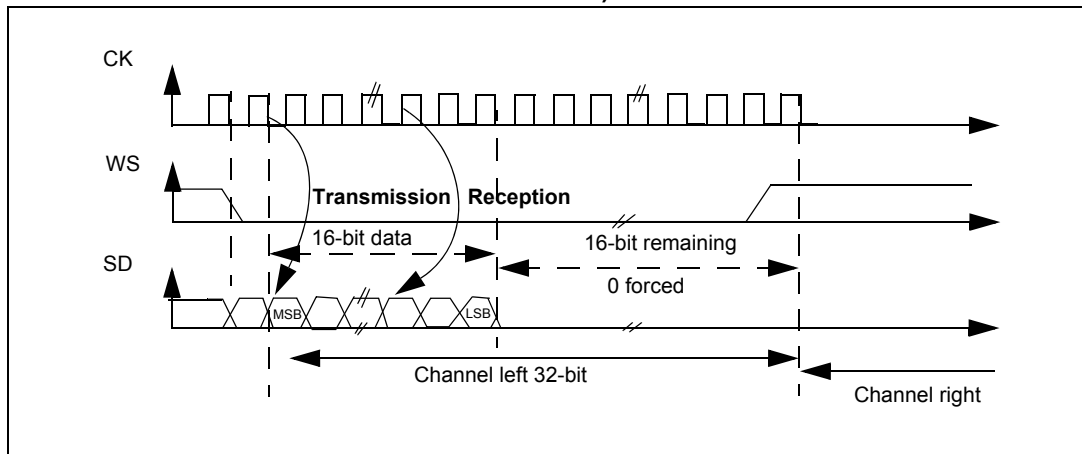 CK
WS
Transmission Reception
16-bit data
16-bit remaining
SD
0 forced
MSB
LSB
Channel left 32-bit
Channel right